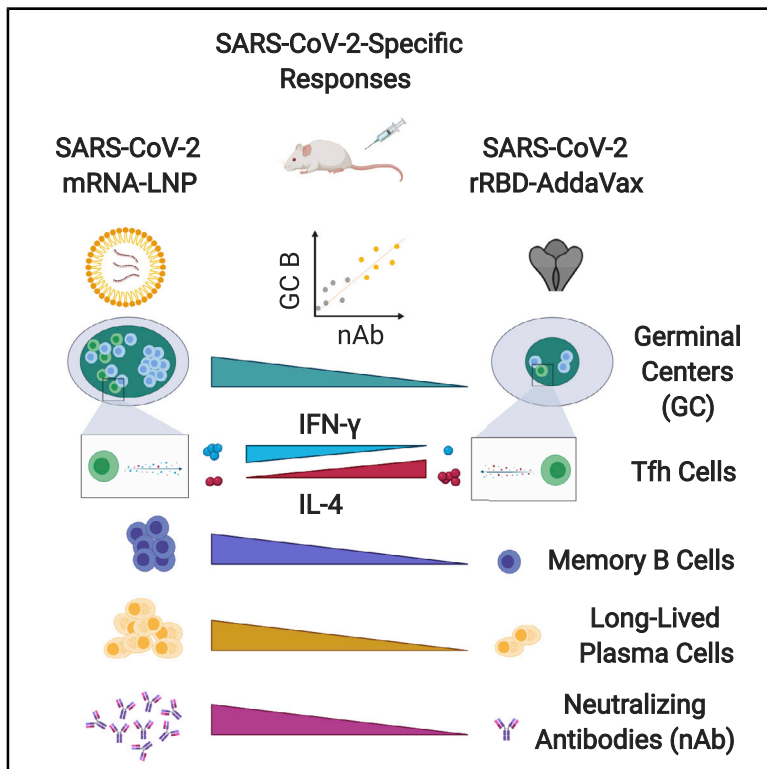 SARS-CoV-2-Specific
Responses
SARS-CoV-2
mRNA-LNP
SARS-CoV-2
rRBD-AddaVax
GC B
nAb
Germinal
Centers
(GC)
IFN-γ
Tfh Cells
IL-4
Memory B Cells
Long-Lived
Plasma Cells
Neutralizing
Antibodies (nAb)